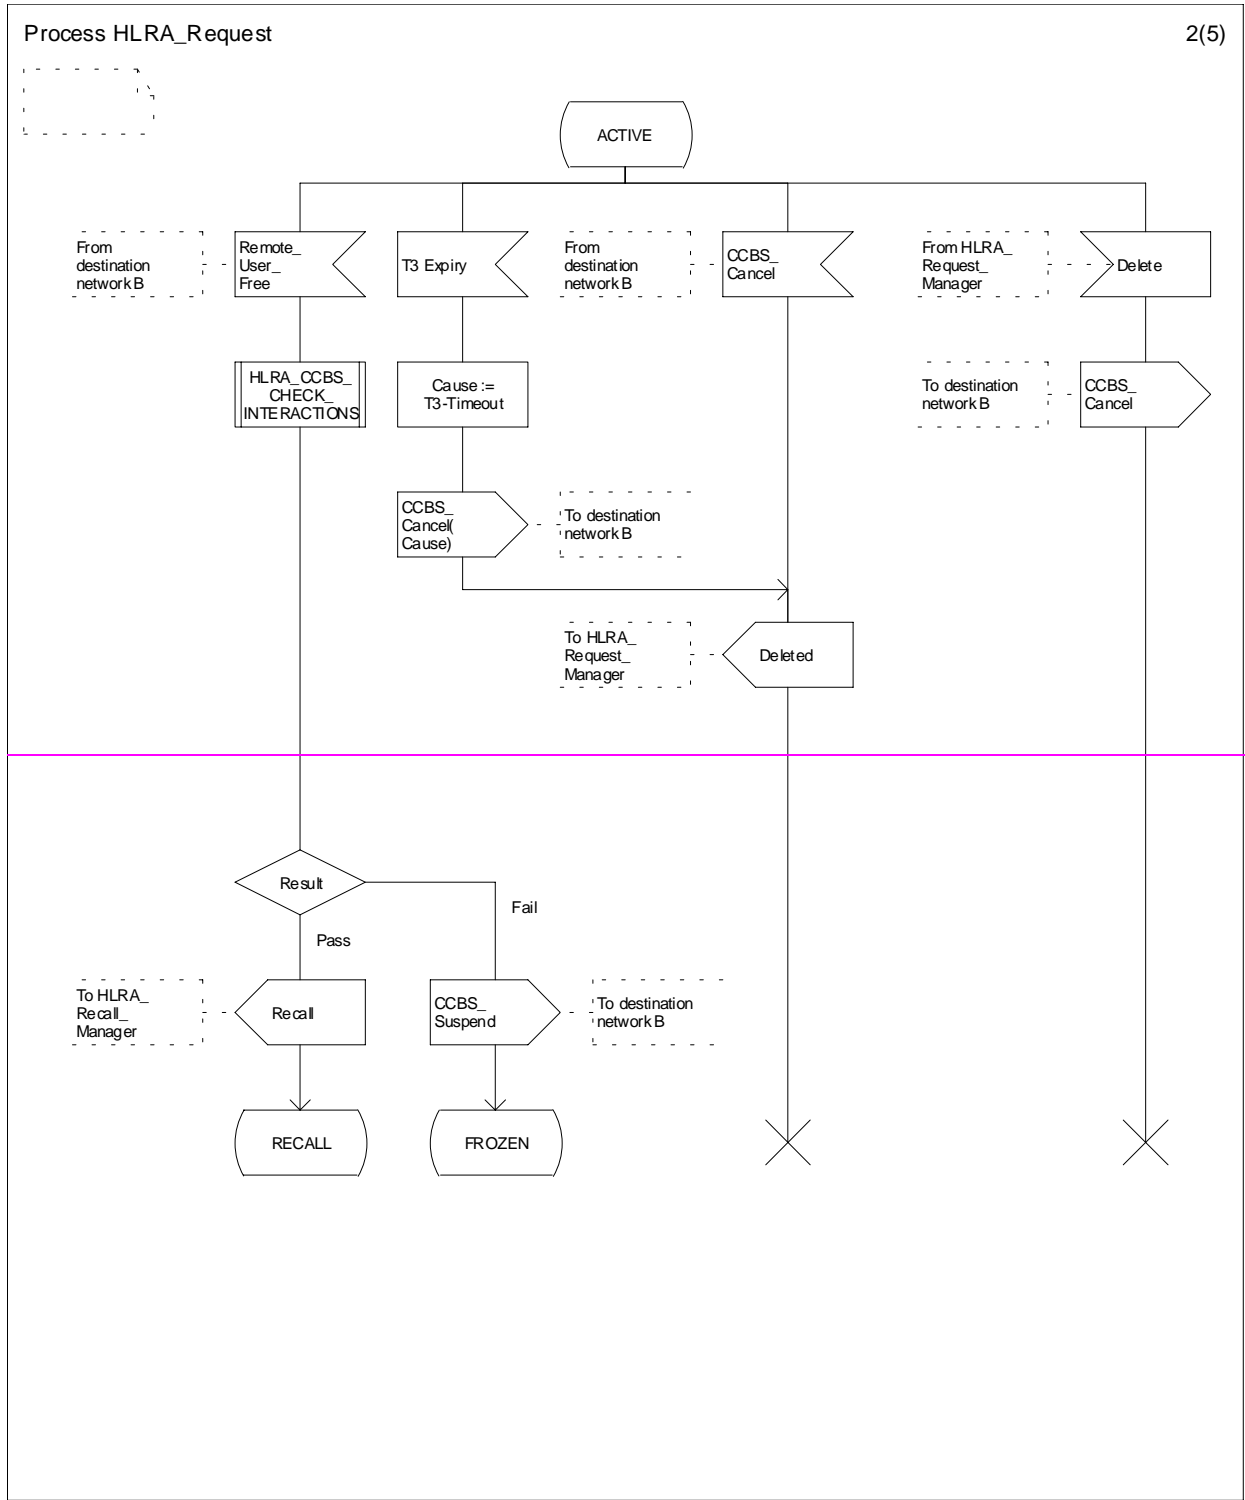 Process HLRA_Request
2(5)
ACTIVE
From
destination
network B
Remote_
User_
Free
T3 Expiry
From
destination
network B
CCBS_
Cancel
From HLRA_
Request_
Manager
Delete
HLRA_CCBS_
CHECK_
INTERACTIONS
Cause :=
T3-Timeout
To destination
network B
CCBS_
Cancel
CCBS_
Cancel(
Cause)
To destination
network B
To HLRA_
Request_
Manager
Deleted
Result
Fail
Pass
To HLRA_
Recall_
Manager
Recall
CCBS_
Suspend
To destination
network B
RECALL
FROZEN